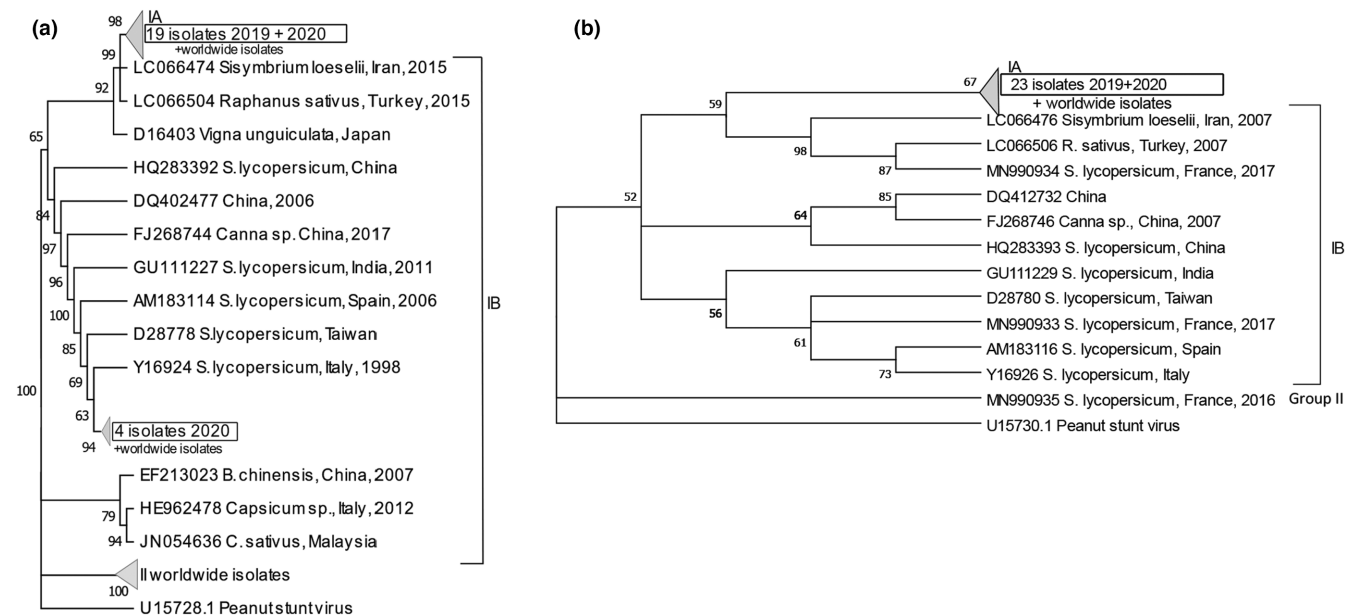 (a)
98
IA
19 isolates 2019 + 2020
+worldwide isolates
99
LC066474 Sisymbrium loeselii, Iran, 2015
92
LC066504 Raphanus sativus, Turkey, 2015
D16403 Vigna unguiculata, Japan
65
HQ283392 S.lycopersicum, China
DQ402477 China, 2006
84
FJ268744 Canna sp. China, 2017
97
GU111227 S.lycopersicum, India, 2011
96
AM183114 S.lycopersicum, Spain, 2006
100
D28778 S.lycopersicum, Taiwan
85
Y16924 S.lycopersicum, Italy, 1998
69
100
63
4 isolates 2020
94
+worldwide isolates
EF213023 B. chinensis, China, 2007
HE962478 Capsicum sp., Italy, 2012
79
JN054636 C. sativus, Malaysia
94
IB
II worldwide isolates
100
U15728.1 Peanut stunt virus
(b)
67
IA
23 isolates 2019+2020
+ worldwide isolates
59
LC066476 Sisymbrium loeselii, Iran, 2007
98
LC066506 R. sativus, Turkey, 2007
87
MN990934 S. lycopersicum, France, 2017
52
85
DQ412732 China
64
FJ268746 Canna sp., China, 2007
HQ283393 S. lycopersicum, China
IB
GU111229 S. lycopersicum, India
56
D28780 S. lycopersicum, Taiwan
MN990933 S. lycopersicum, France, 2017
61
AM183116 S. lycopersicum, Spain
73
Y16926 S. lycopersicum, Italy
MN990935 S. lycopersicum, France, 2016 Group II
U15730.1 Peanut stunt virus